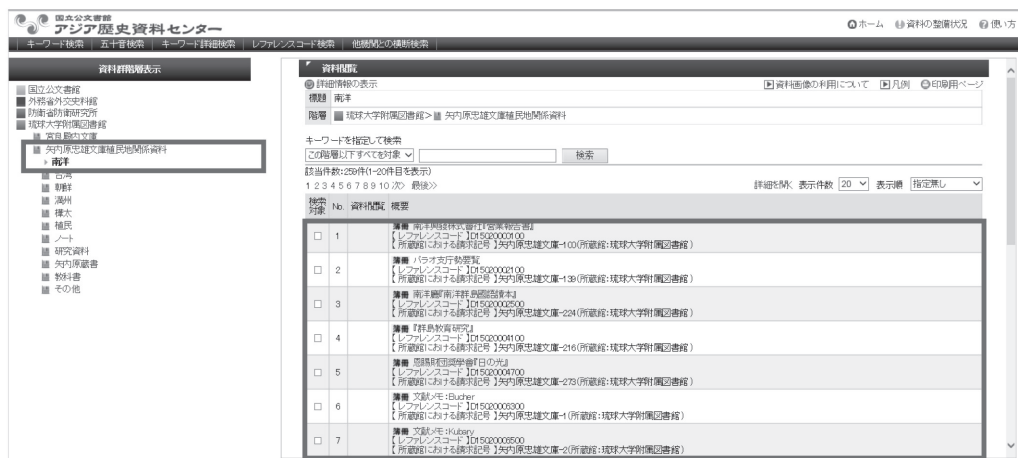 国立公文書館
アジア歴史資料センター
ホーム 資料の整備状況 使い方
キーワード検索 五十音検索 キーワード詳細検索 レファレンスコード検索 他機関との横断検索
資料群階層表示
国立公文書館
外務省外交史料館
防衛省防衛研究所
琉球大学附属図書館
宮良殿内文庫
矢内原忠雄文庫植民地関係資料
南洋
台湾
朝鮮
満州
樺太
植民
ノート
研究資料
矢内原蔵書
教科書
その他
資料閲覧
詳細情報の表示
資料画像の利用について 凡例 印刷用ページ
標題 南洋
階層 琉球大学附属図書館>矢内原忠雄文庫植民地関係資料
キーワードを指定して検索
この階層以下すべてを対象 検索
該当件数:259件(1-20件目を表示)
1 2 3 4 5 6 7 8 9 10 次> 最後>>
詳細を開く 表示件数 20 表示順 指定無し
検索対象 No. 資料閲覧 概要
1 簿冊 南洋興發株式會社『営業報告書』
【レファレンスコード】D15020000100
【所蔵館における請求記号】矢内原忠雄文庫-100(所蔵館:琉球大学附属図書館)
2 簿冊 パラオ支庁勢要覧
【レファレンスコード】D15020002100
【所蔵館における請求記号】矢内原忠雄文庫-139(所蔵館:琉球大学附属図書館)
3 簿冊 南洋廳『南洋群島國語讀本』
【レファレンスコード】D15020002500
【所蔵館における請求記号】矢内原忠雄文庫-224(所蔵館:琉球大学附属図書館)
4 簿冊 『群島教育研究』
【レファレンスコード】D15020004100
【所蔵館における請求記号】矢内原忠雄文庫-216(所蔵館:琉球大学附属図書館)
5 簿冊 恩賜財団奨學會『日の光』
【レファレンスコード】D15020004700
【所蔵館における請求記号】矢内原忠雄文庫-273(所蔵館:琉球大学附属図書館)
6 簿冊 文献メモ:Bucher
【レファレンスコード】D15020006300
【所蔵館における請求記号】矢内原忠雄文庫-1(所蔵館:琉球大学附属図書館)
7 簿冊 文献メモ:Kubary
【レファレンスコード】D15020006500
【所蔵館における請求記号】矢内原忠雄文庫-2(所蔵館:琉球大学附属図書館)